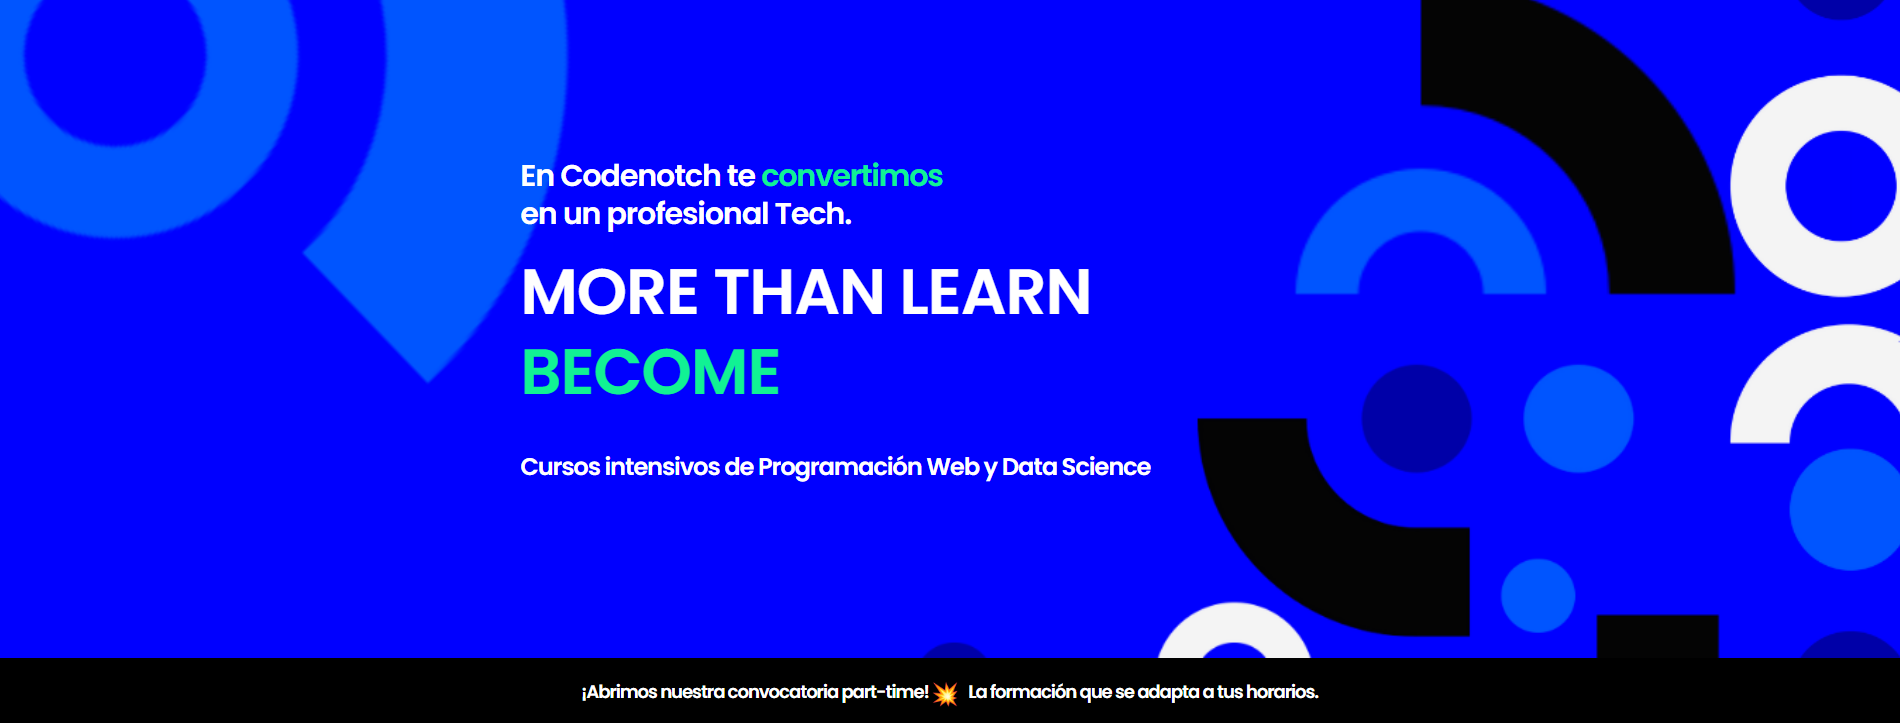 En Codenotch te convertimos
en un profesional Tech.
MORE THAN LEARN
BECOME
Cursos intensivos de Programación Web y Data Science
¡Abrimos nuestra convocatoria part-time! 💥 La formación que se adapta a tus horarios.